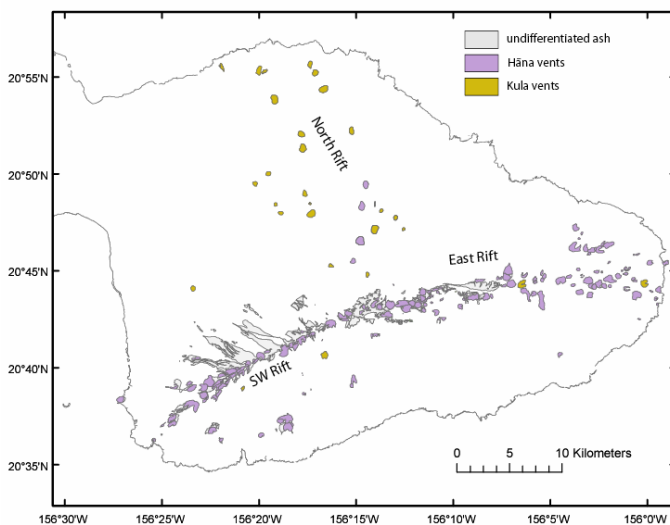 undifferentiated ash
Hāna vents
Kula vents
20°55'N
North Rift
20°50'N
East Rift
20°45'N
20°40'N
SW Rift
0 5 10 Kilometers
20°35'N
156°30'W 156°25'W 156°20'W 156°15'W 156°10'W 156°5'W 156°0'W